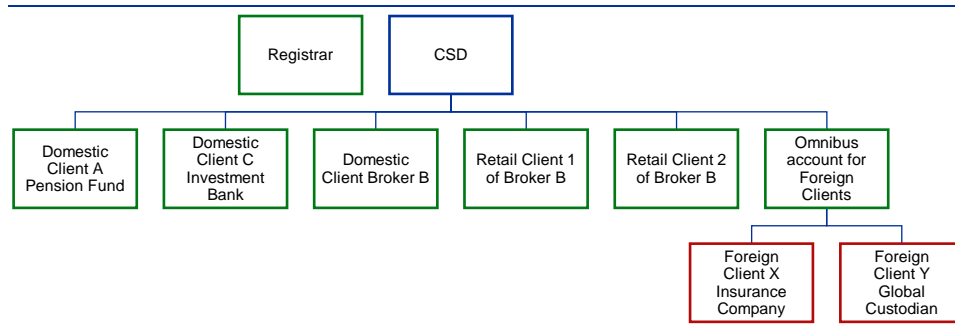 Registrar
CSD
Domestic
Client A
Pension Fund
Domestic
Client C
Investment
Bank
Domestic
Client Broker B
Retail Client 1
of Broker B
Retail Client 2
of Broker B
Omnibus
account for
Foreign
Clients
Foreign
Client X
Insurance
Company
Foreign
Client Y
Global
Custodian